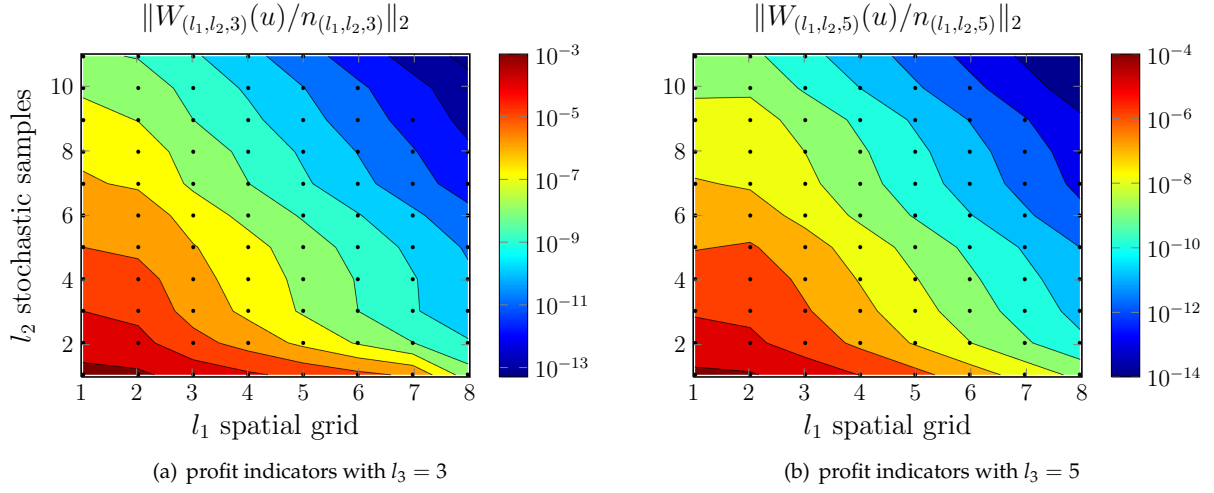 ‖W(l₁,l₂,3)(u)/n(l₁,l₂,3)‖₂
‖W(l₁,l₂,5)(u)/n(l₁,l₂,5)‖₂
l₂ stochastic samples
10
8
6
4
2
1 2 3 4 5 6 7 8
l₁ spatial grid
10⁻³
10⁻⁵
10⁻⁷
10⁻⁹
10⁻¹¹
10⁻¹³
10
8
6
4
2
1 2 3 4 5 6 7 8
l₁ spatial grid
10⁻⁴
10⁻⁶
10⁻⁸
10⁻¹⁰
10⁻¹²
10⁻¹⁴
(a) profit indicators with l₃ = 3
(b) profit indicators with l₃ = 5